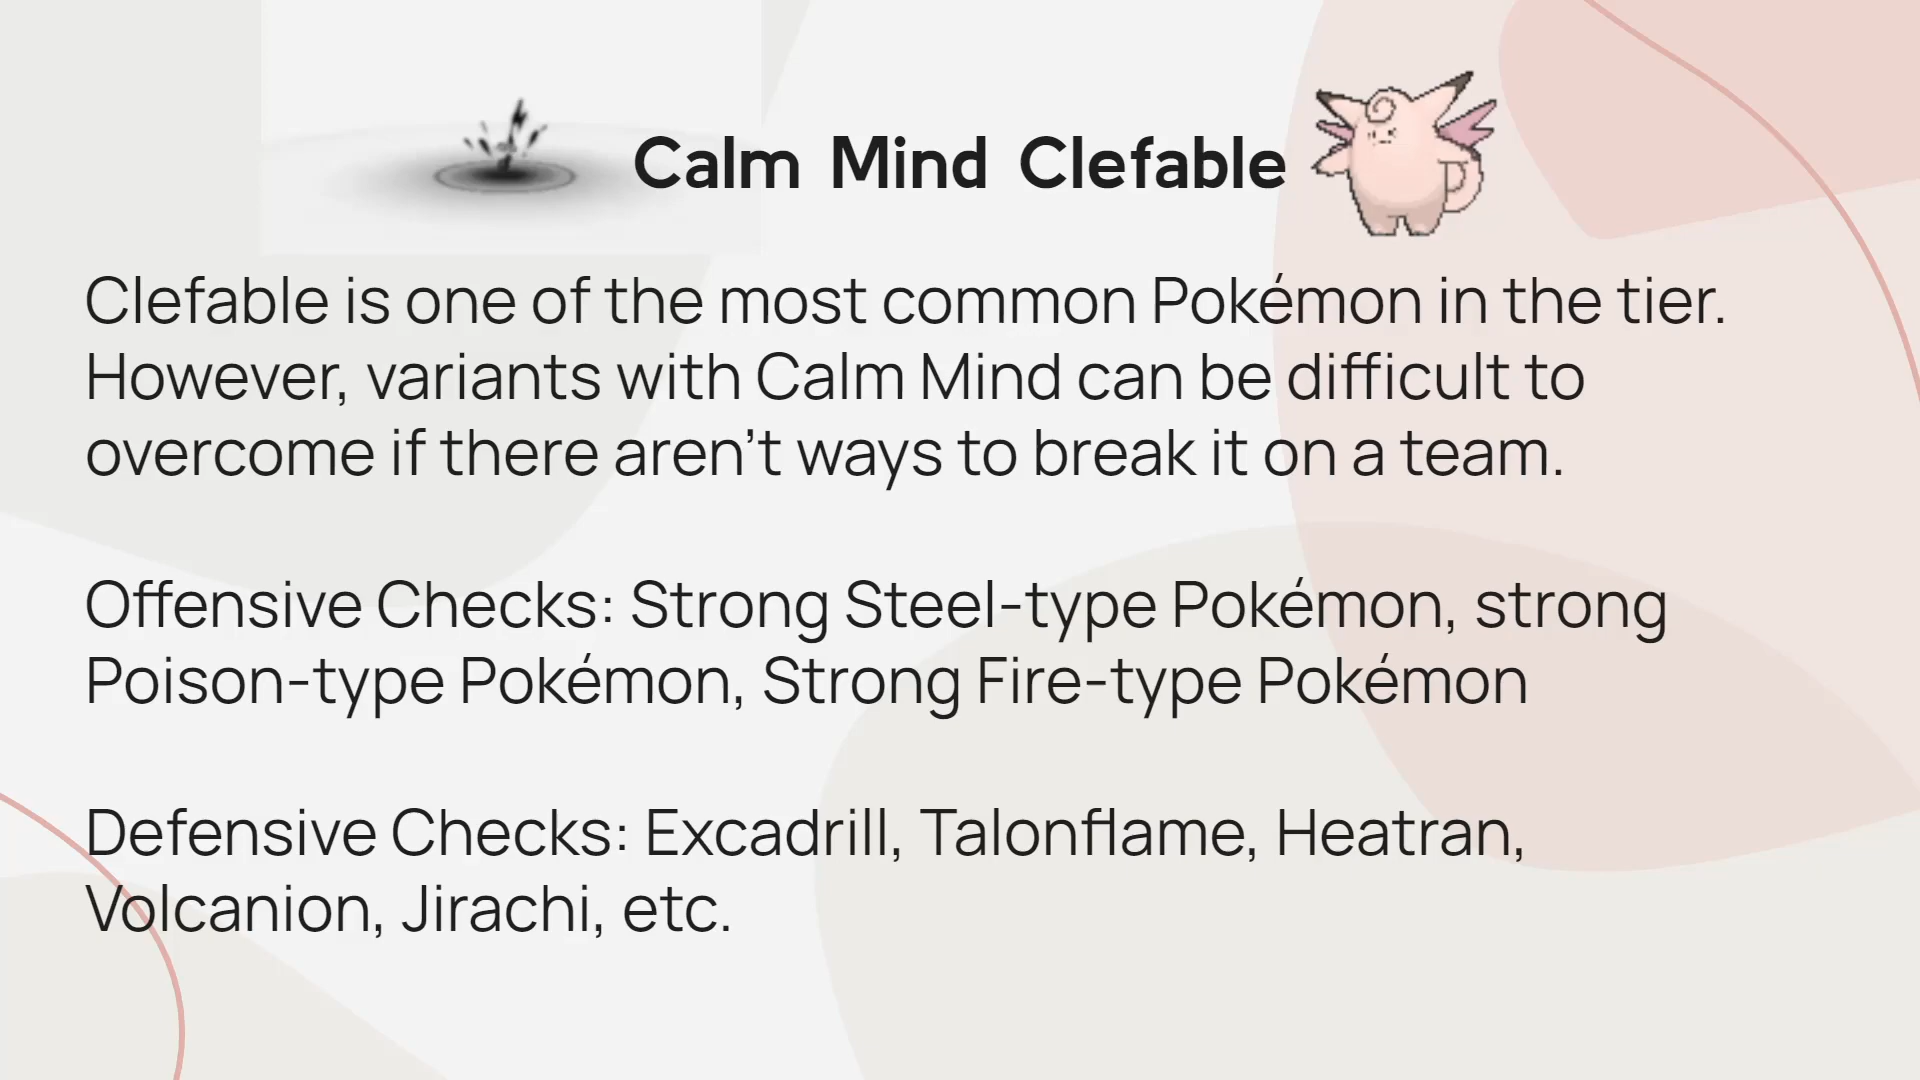 Calm Mind Clefable
Clefable is one of the most common Pokémon in the tier.
However, variants with Calm Mind can be difficult to
overcome if there aren't ways to break it on a team.
Offensive Checks: Strong Steel-type Pokémon, strong
Poison-type Pokémon, Strong Fire-type Pokémon
Defensive Checks: Excadrill, Talonflame, Heatran,
Volcanion, Jirachi, etc.